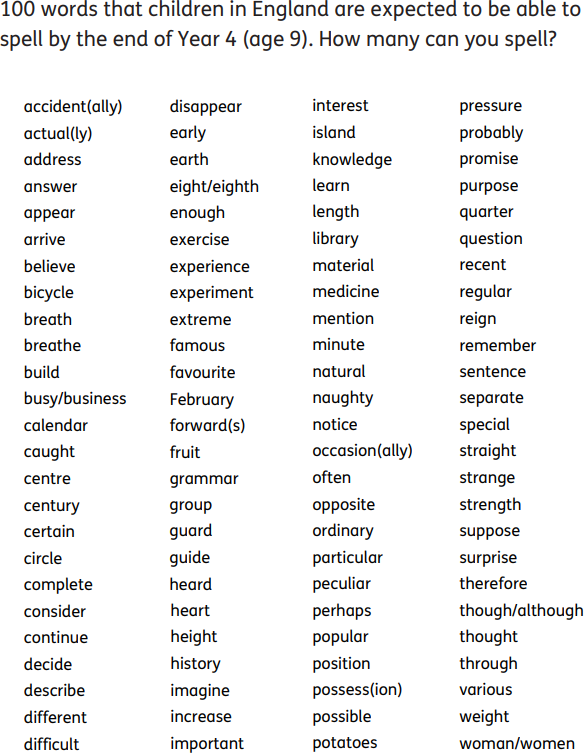 100 words that children in England are expected to be able to
spell by the end of Year 4 (age 9). How many can you spell?
accident(ally)
actual(ly)
address
answer
appear
arrive
believe
bicycle
breath
breathe
build
busy/business
calendar
caught
centre
century
certain
circle
complete
consider
continue
decide
describe
different
difficult
disappear
early
earth
eight/eighth
enough
exercise
experience
experiment
extreme
famous
favourite
February
forward(s)
fruit
grammar
group
guard
guide
heard
heart
height
history
imagine
increase
important
interest
island
knowledge
learn
length
library
material
medicine
mention
minute
natural
naughty
notice
occasion(ally)
often
opposite
ordinary
particular
peculiar
perhaps
popular
position
possess(ion)
possible
potatoes
pressure
probably
promise
purpose
quarter
question
recent
regular
reign
remember
sentence
separate
special
straight
strange
strength
suppose
surprise
therefore
though/although
thought
through
various
weight
woman/women